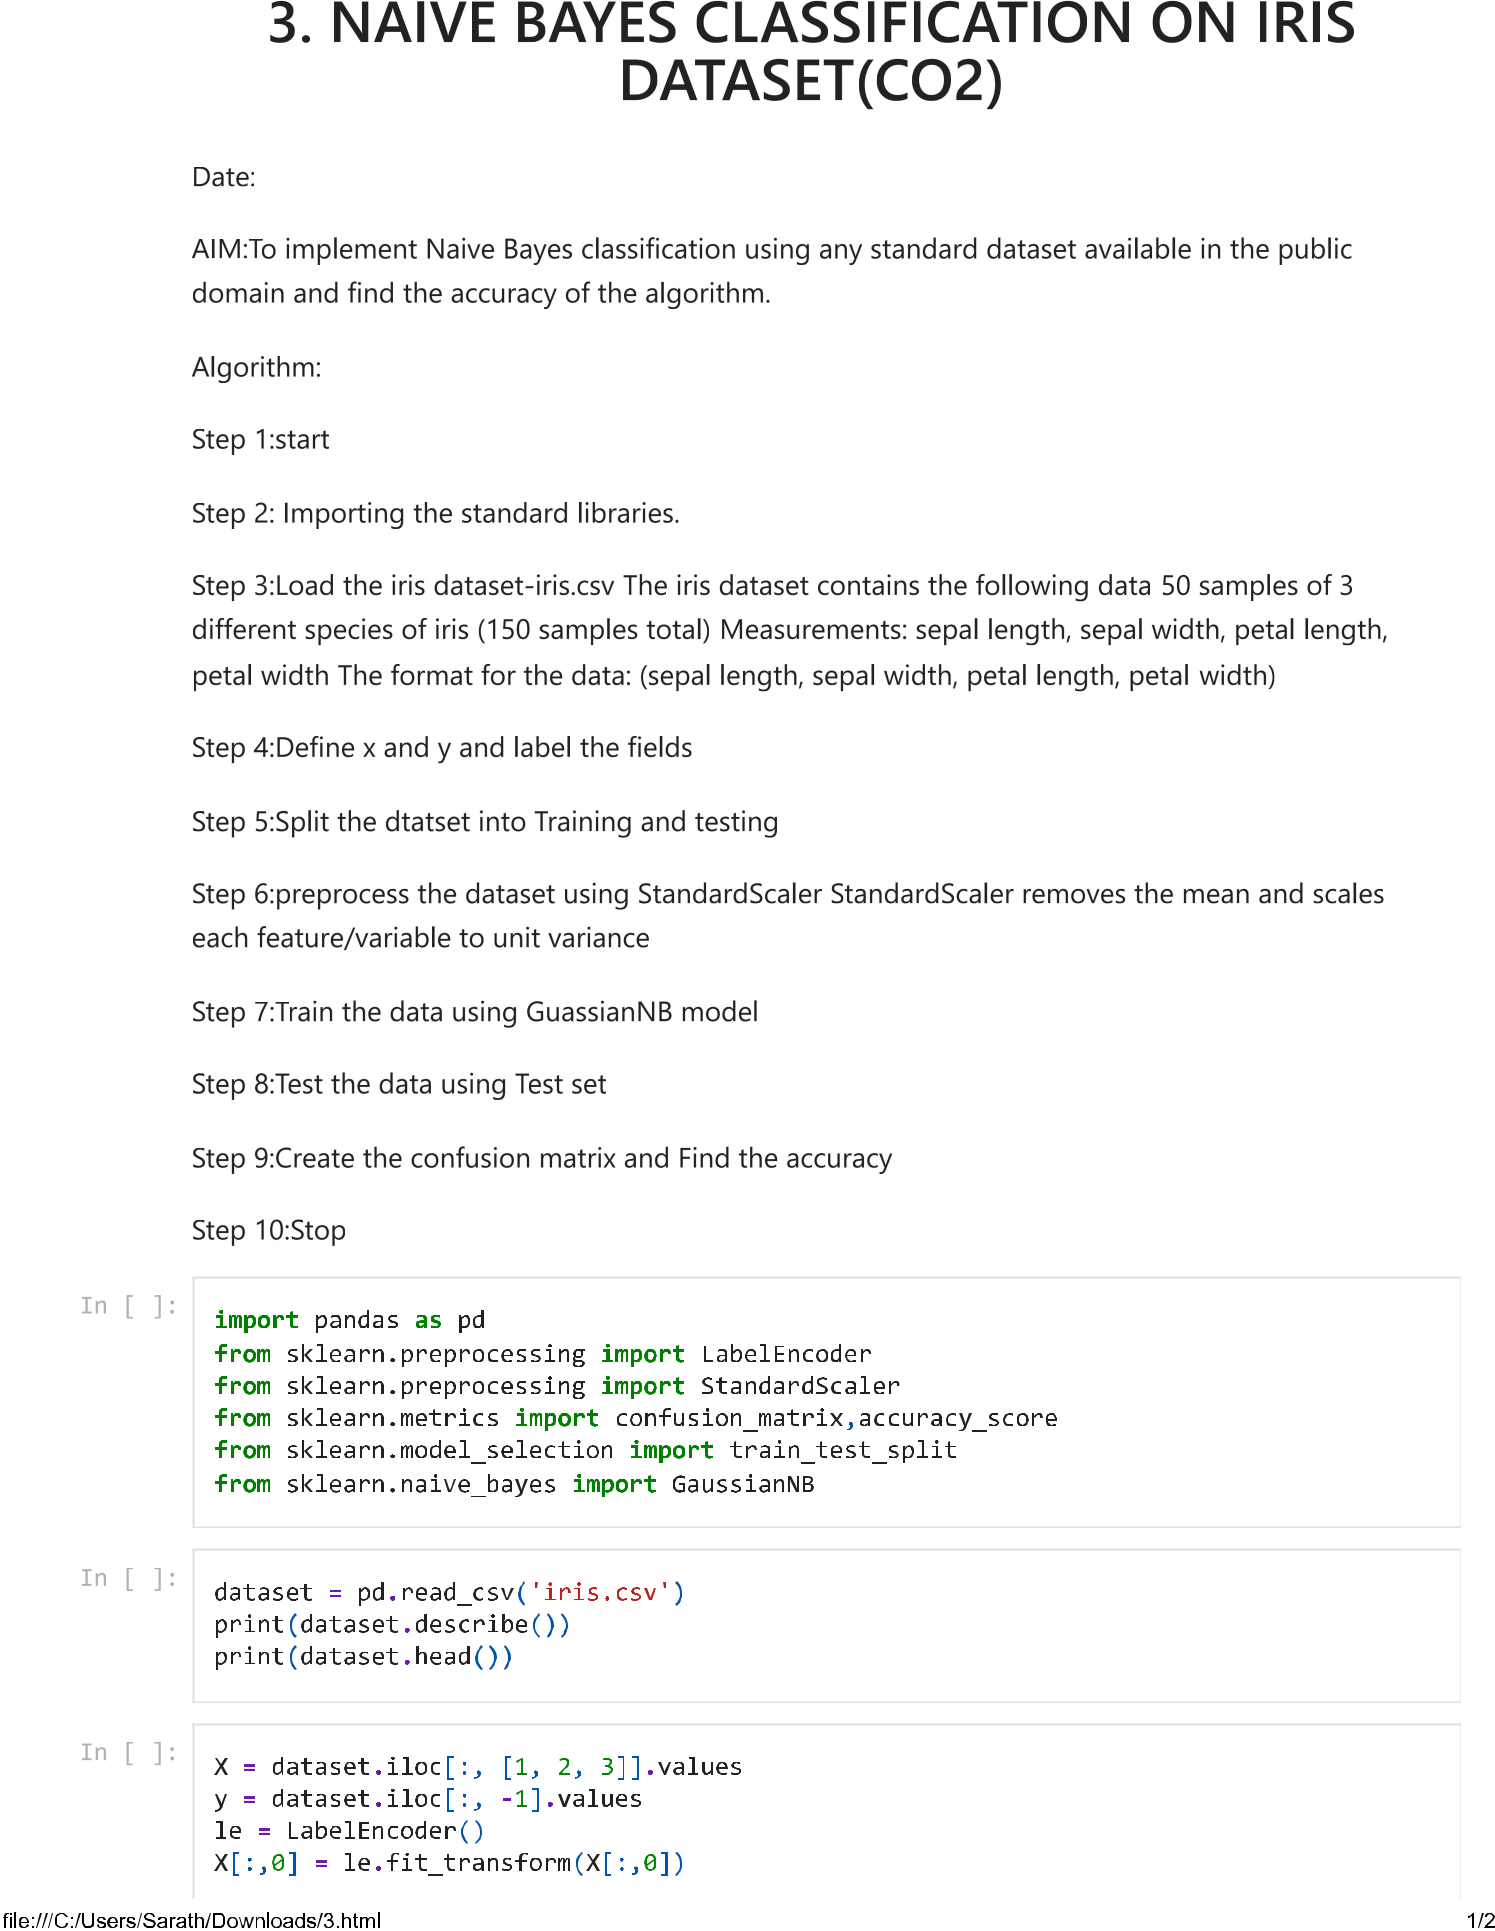 3. NAIVE BAYES CLASSIFICATION ON IRIS
DATASET(CO2)
Date:
AIM:To implement Naive Bayes classification using any standard dataset available in the public
domain and find the accuracy of the algorithm.
Algorithm:
Step 1:start
Step 2: Importing the standard libraries.
Step 3:Load the iris dataset-iris.csv The iris dataset contains the following data 50 samples of 3
different species of iris (150 samples total) Measurements: sepal length, sepal width, petal length,
petal width The format for the data: (sepal length, sepal width, petal length, petal width)
Step 4:Define x and y and label the fields
Step 5:Split the dtatset into Training and testing
Step 6:preprocess the dataset using StandardScaler StandardScaler removes the mean and scales
each feature/variable to unit variance
Step 7:Train the data using GuassianNB model
Step 8:Test the data using Test set
Step 9:Create the confusion matrix and Find the accuracy
Step 10:Stop
In [ ]:
import pandas as pd
from sklearn.preprocessing import LabelEncoder
from sklearn.preprocessing import StandardScaler
from sklearn.metrics import confusion_matrix,accuracy_score
from sklearn.model_selection import train_test_split
from sklearn.naive_bayes import GaussianNB
In [ ]:
dataset = pd.read_csv('iris.csv')
print(dataset.describe())
print(dataset.head())
In [ ]:
X = dataset.iloc[:, [1, 2, 3]].values
y = dataset.iloc[:, -1].values
le = LabelEncoder()
X[:,0] = le.fit_transform(X[:,0])
file:///C:/Users/Sarath/Downloads/3.html 1/2